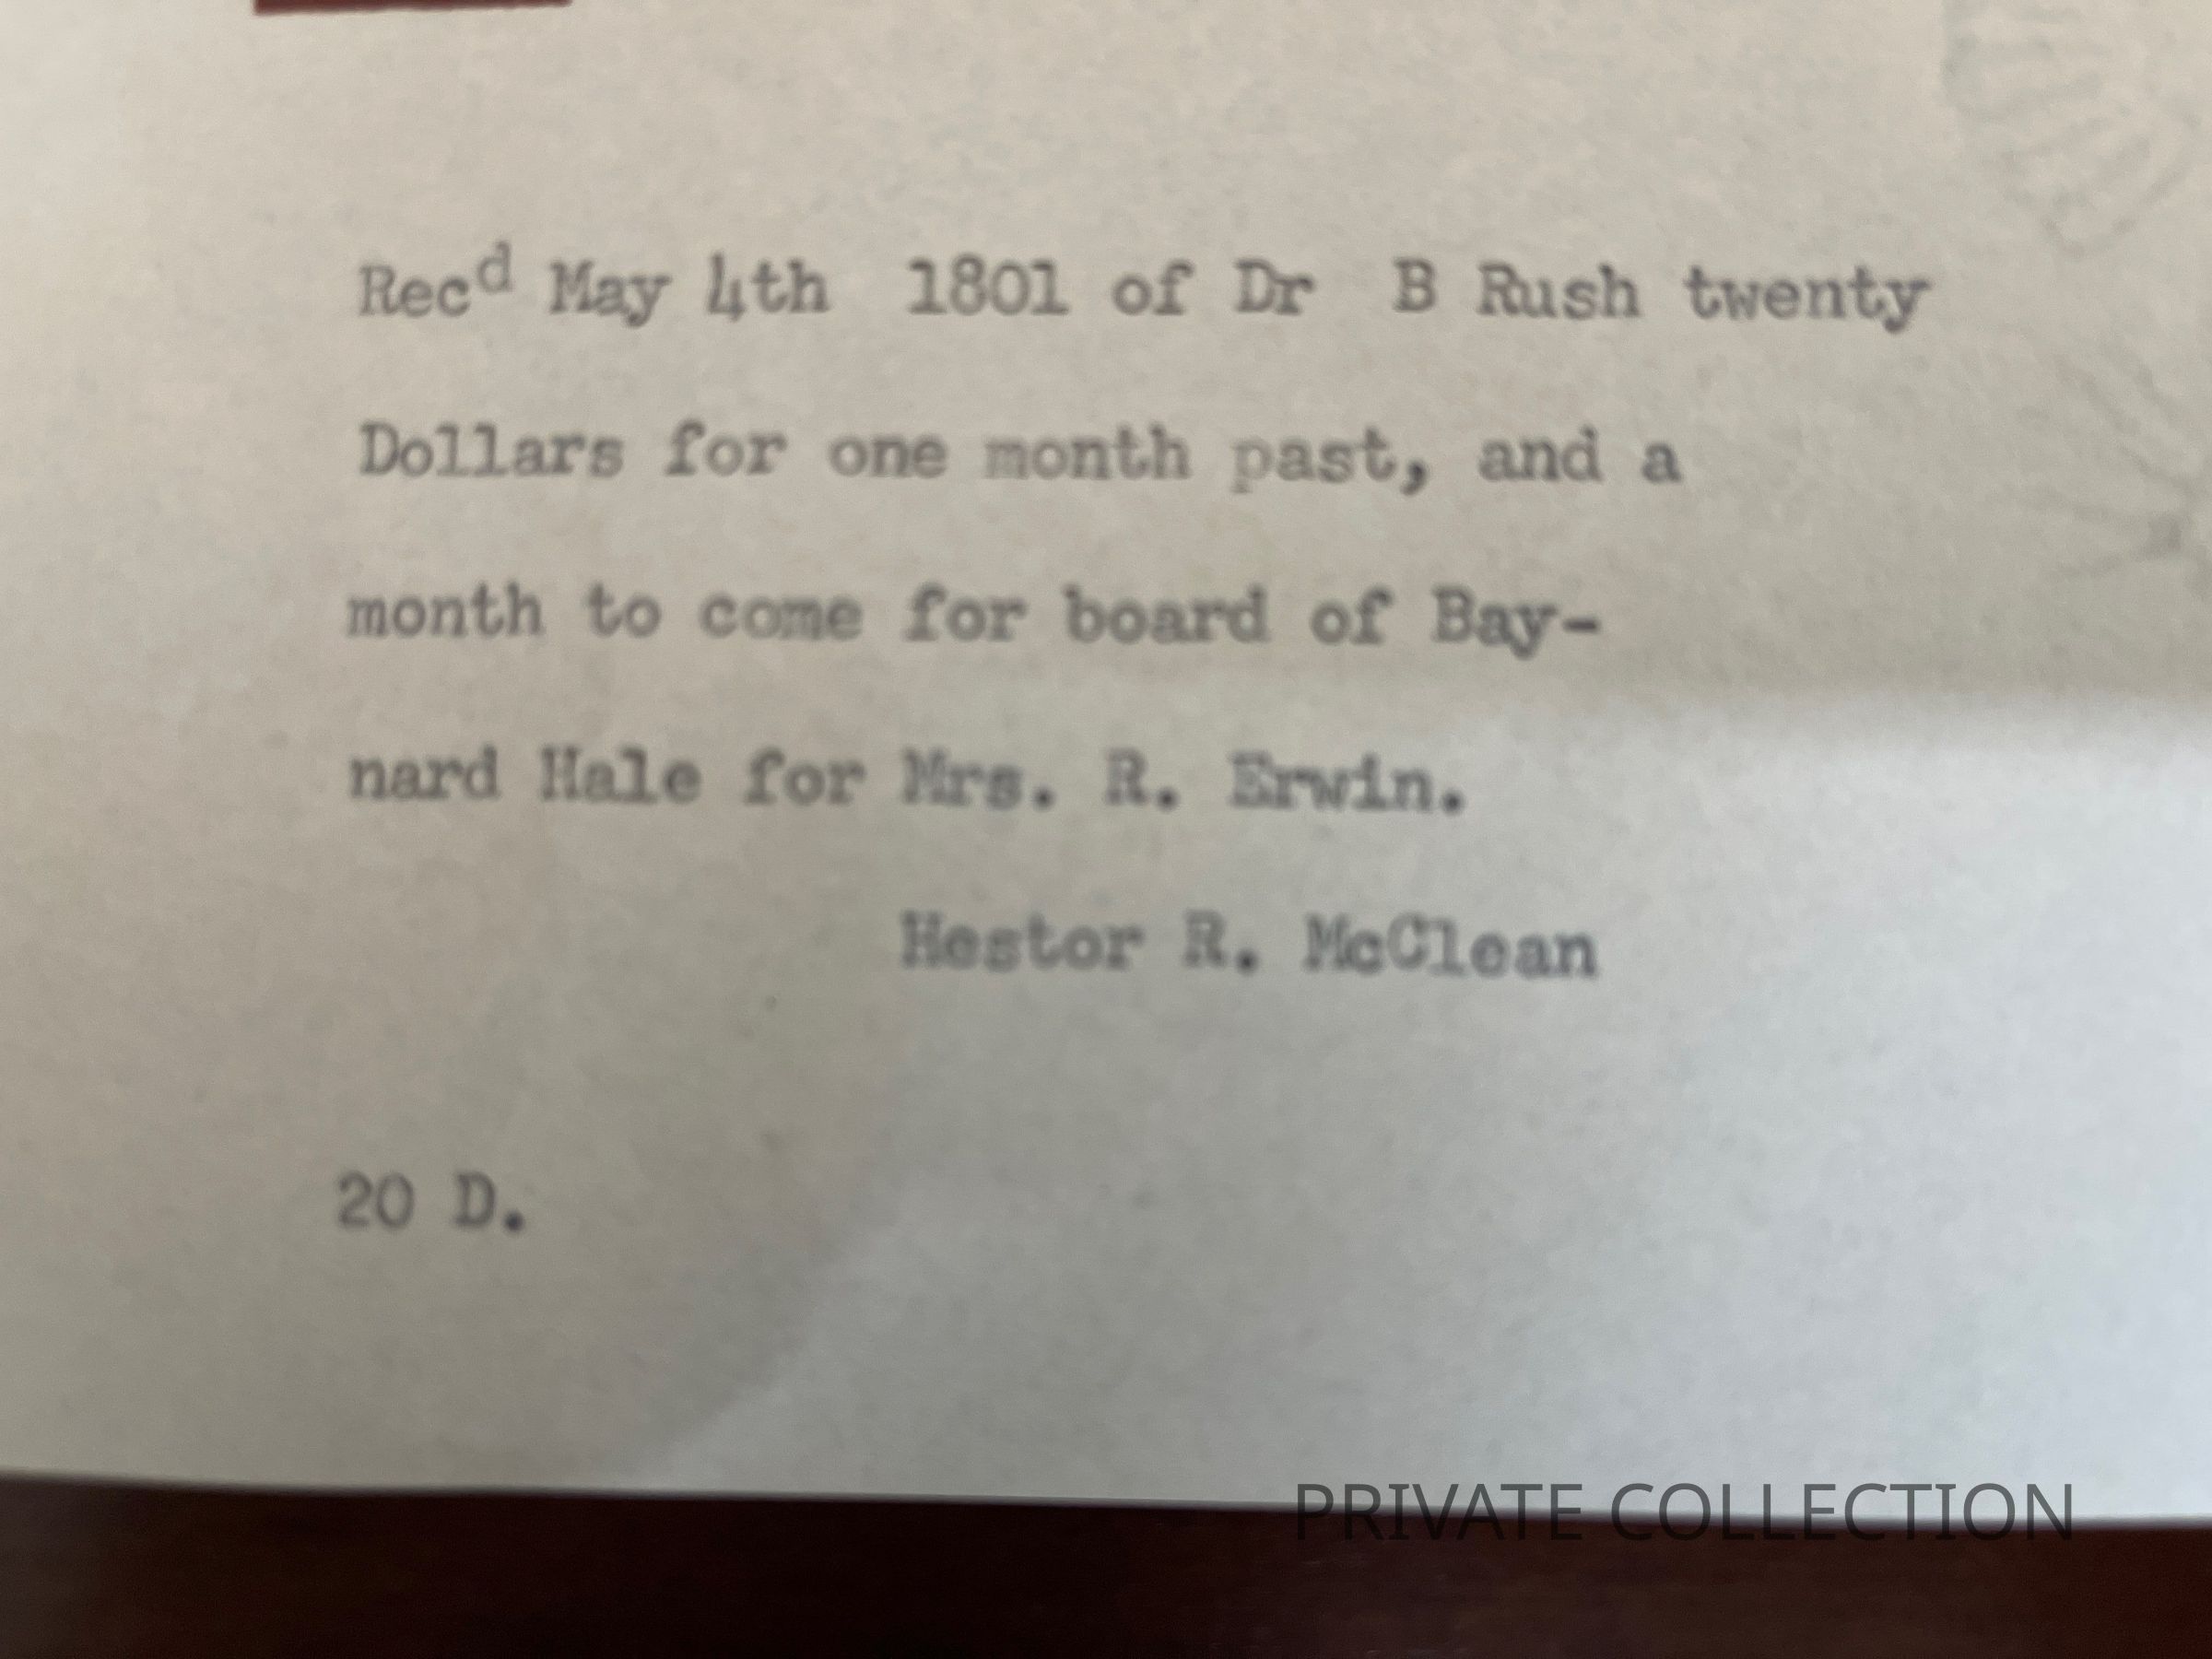 Recᵈ May 4th 1801 of Dr B Rush twenty
Dollars for one month past, and a
month to come for board of Bay-
nard Hale for Mrs. R. Erwin.
Hestor R. McClean
20 D.
PRIVATE COLLECTION